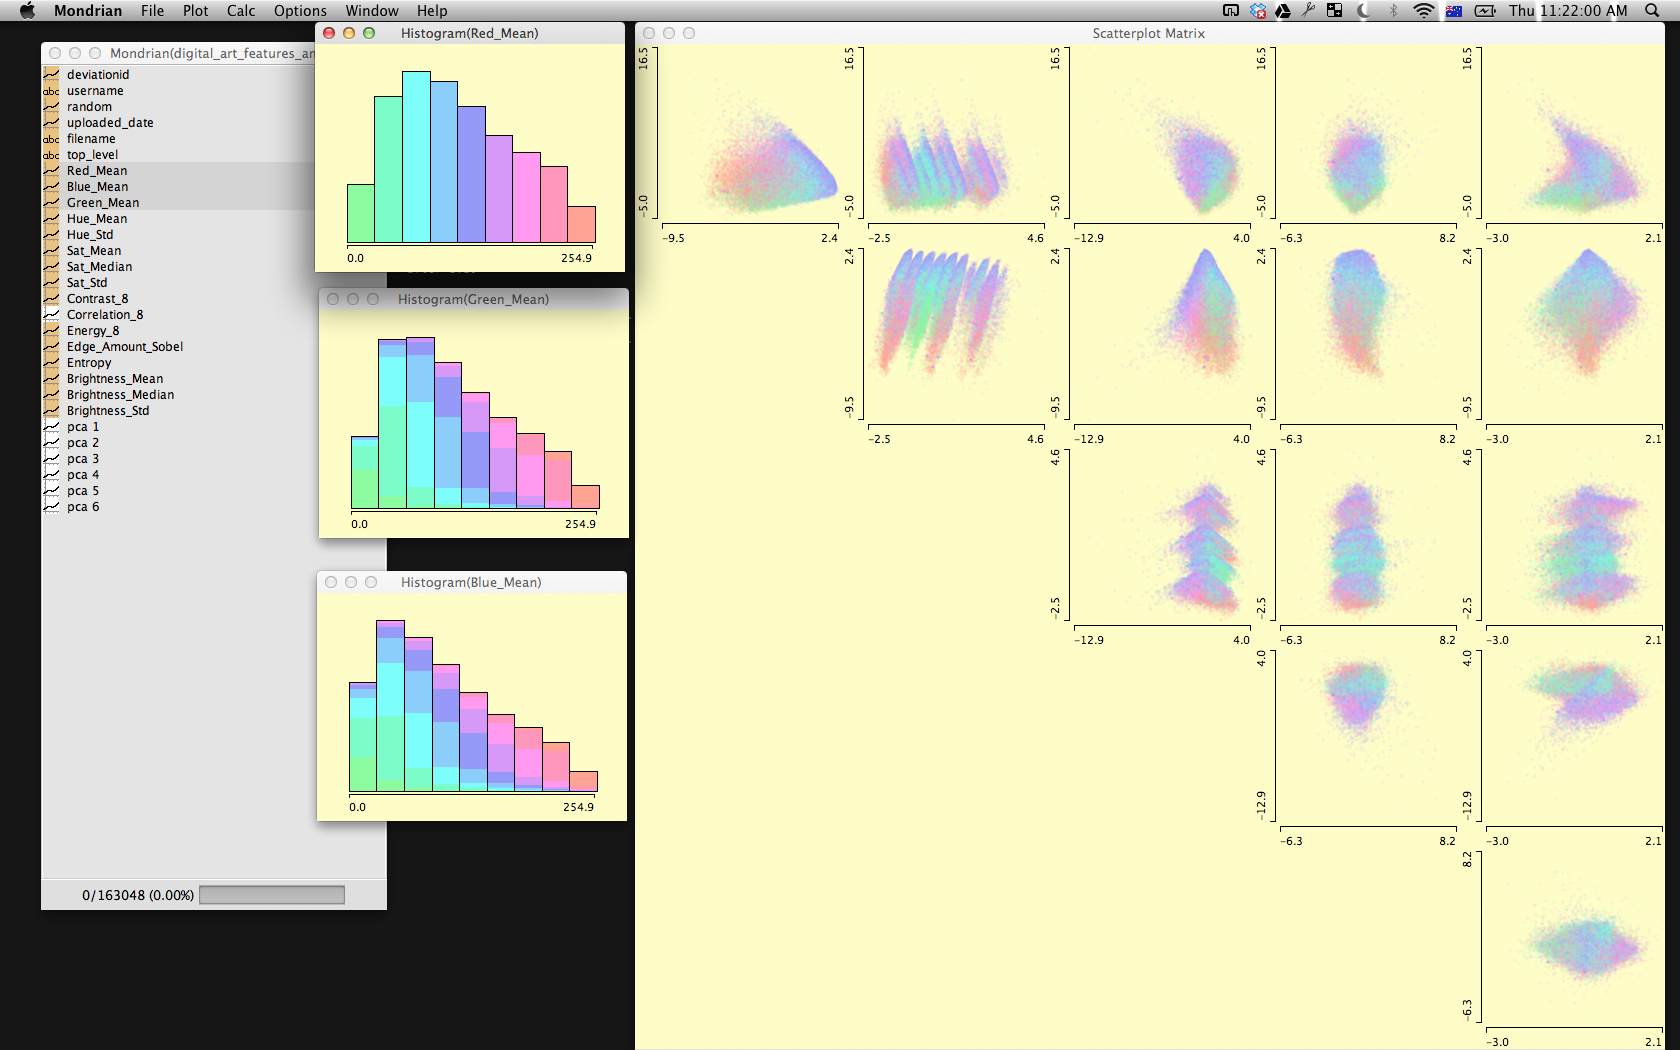 Mondrian File Plot Calc Options Window Help
Thu 11:22:00 AM
Mondrian(digital_art_features_an
deviationid
username
random
uploaded_date
filename
top_level
Red_Mean
Blue_Mean
Green_Mean
Hue_Mean
Hue_Std
Sat_Mean
Sat_Median
Sat_Std
Contrast_8
Correlation_8
Energy_8
Edge_Amount_Sobel
Entropy
Brightness_Mean
Brightness_Median
Brightness_Std
pca 1
pca 2
pca 3
pca 4
pca 5
pca 6
abc
abc
abc
0/163048 (0.00%)
Histogram(Red_Mean)
0.0 254.9
Histogram(Green_Mean)
0.0 254.9
Histogram(Blue_Mean)
0.0 254.9
Scatterplot Matrix
16.5 16.5 16.5 16.5 16.5
-5.0 -5.0 -5.0 -5.0 -5.0
-9.5 2.4 -2.5 4.6 -12.9 4.0 -6.3 8.2 -3.0 2.1
2.4 2.4 2.4 2.4
-9.5 -9.5 -9.5 -9.5
-2.5 4.6 -12.9 4.0 -6.3 8.2 -3.0 2.1
4.6 4.6 4.6
-2.5 -2.5 -2.5
-12.9 4.0 -6.3 8.2 -3.0 2.1
4.0 4.0
-12.9 -12.9
-6.3 8.2 -3.0 2.1
8.2
-6.3
-3.0 2.1